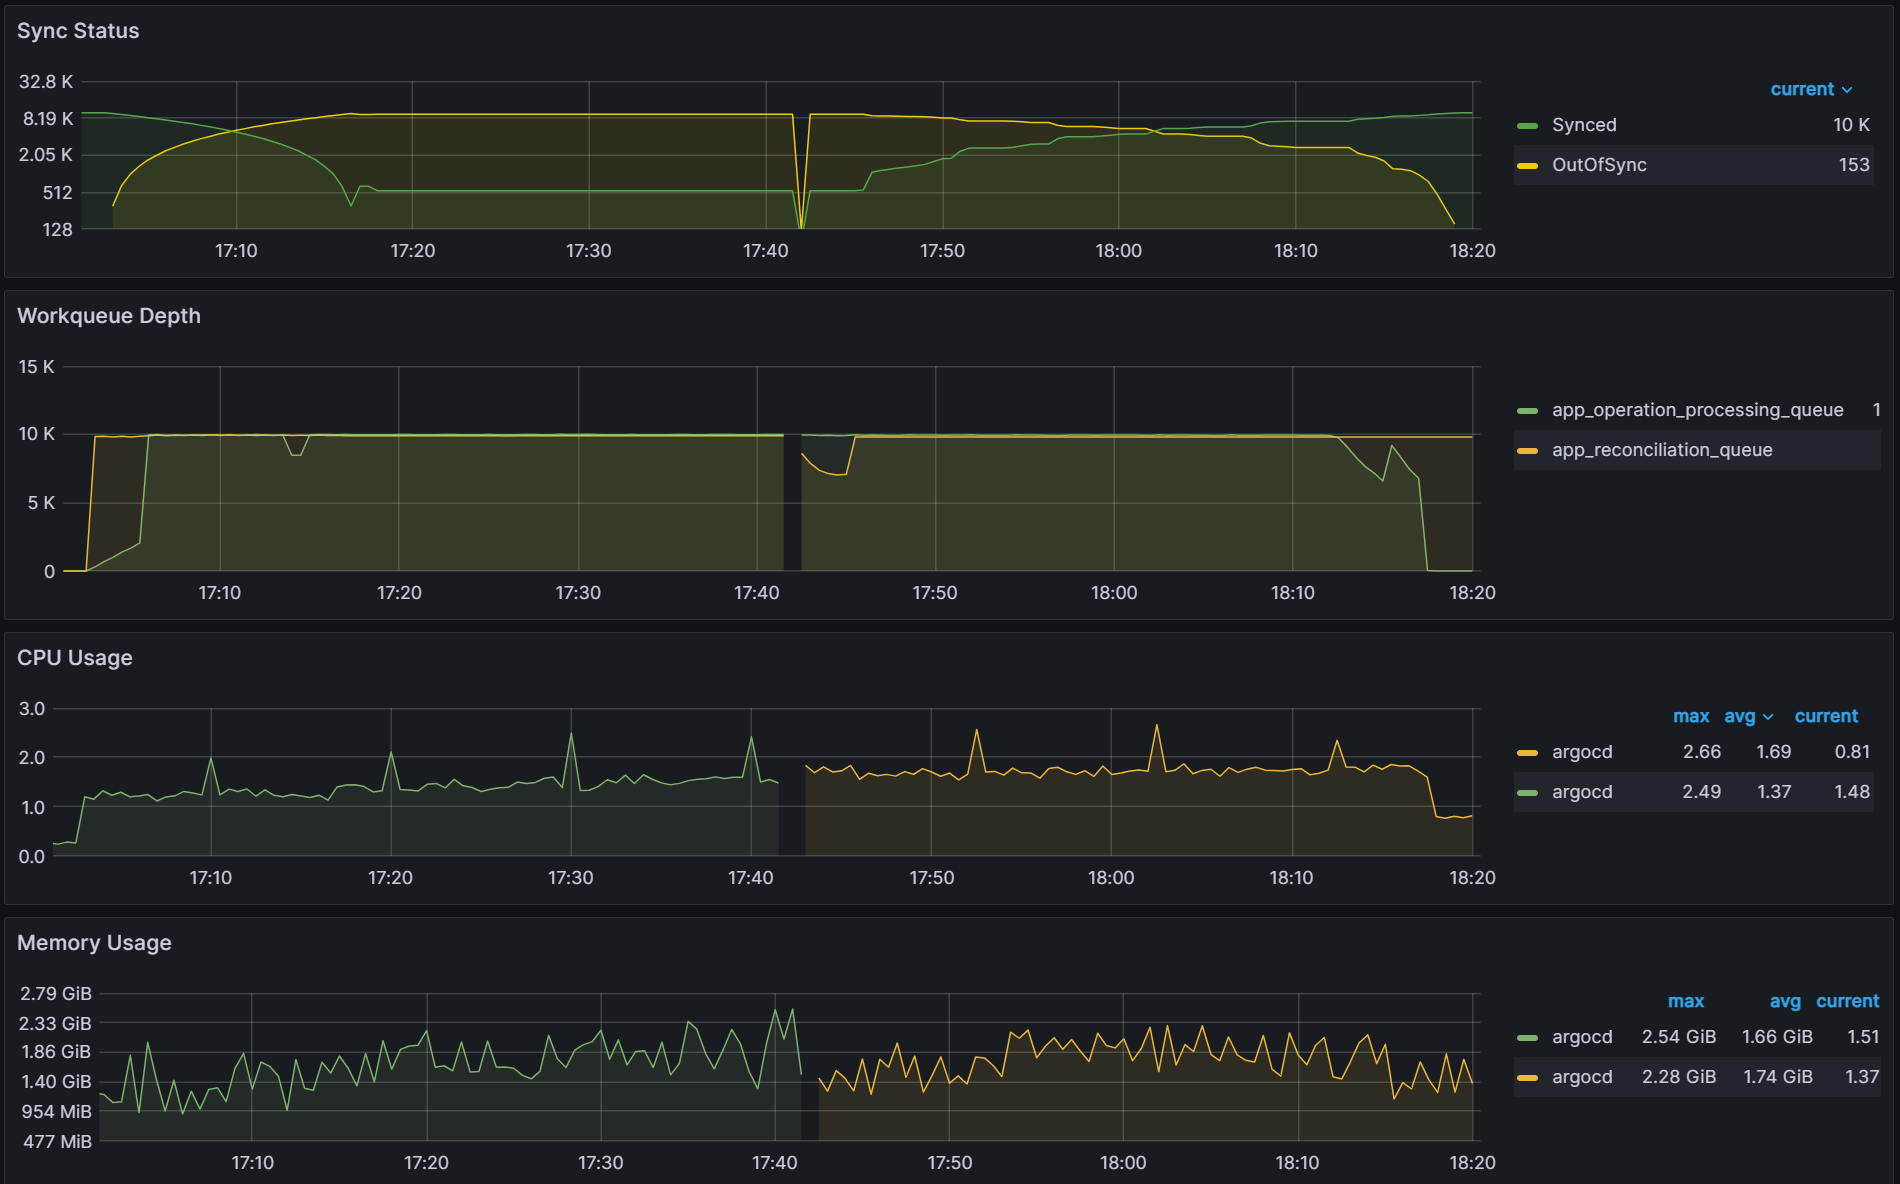 Sync Status
32.8 K
8.19 K
2.05 K
512
128
17:10 17:20 17:30 17:40 17:50 18:00 18:10 18:20
current
Synced 10 K
OutOfSync 153
Workqueue Depth
15 K
10 K
5 K
0
17:10 17:20 17:30 17:40 17:50 18:00 18:10 18:20
app_operation_processing_queue 1
app_reconciliation_queue
CPU Usage
3.0
2.0
1.0
0.0
17:10 17:20 17:30 17:40 17:50 18:00 18:10 18:20
max avg current
argocd 2.66 1.69 0.81
argocd 2.49 1.37 1.48
Memory Usage
2.79 GiB
2.33 GiB
1.86 GiB
1.40 GiB
954 MiB
477 MiB
17:10 17:20 17:30 17:40 17:50 18:00 18:10 18:20
max avg current
argocd 2.54 GiB 1.66 GiB 1.51
argocd 2.28 GiB 1.74 GiB 1.37